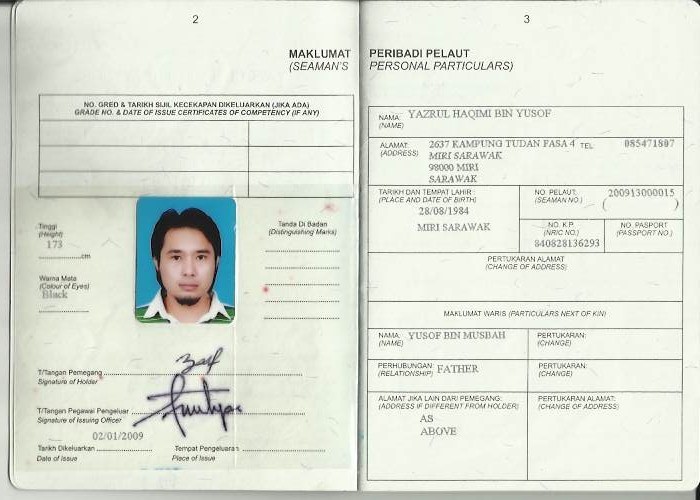 2
MAKLUMAT
(SEAMAN'S
NO. GRED & TARIKH SIJIL KECEKAPAN DIKELUARKAN (JIKA ADA)
GRADE NO. & DATE OF ISSUE CERTIFICATES OF COMPETENCY (IF ANY)
Tinggi
(Height)
173
cm
Warna Mata
(Colour of Eyes)
Black
Tanda Di Badan
(Distinguishing Marks)
T/Tangan Pemegang
Signature of Holder
T/Tangan Pegawai Pengeluar
Signature of Issuing Officer
02/01/2009
Tarikh Dikeluarkan
Date of Issue
Tempat Pengeluaran
Place of Issue
3
PERIBADI PELAUT
PERSONAL PARTICULARS)
NAMA: YAZRUL HAQIMI BIN YUSOF
(NAME)
ALAMAT: 2637 KAMPUNG TUDAN FASA 4 TEL 085471807
(ADDRESS) MIRI SARAWAK
98000 MIRI
SARAWAK
TARIKH DAN TEMPAT LAHIR:
(PLACE AND DATE OF BIRTH)
28/08/1984
MIRI SARAWAK
NO. PELAUT. 200913000015
(SEAMAN NO.) ( )
NO. K.P.
(NRIC NO.)
840828136293
NO. PASPORT
(PASSPORT NO.)
PERTUKARAN ALAMAT
(CHANGE OF ADDRESS)
MAKLUMAT WARIS (PARTICULARS NEXT OF KIN)
NAMA: YUSOF BIN MUSBAH
(NAME)
PERTUKARAN:
(CHANGE)
PERHUBUNGAN:
(RELATIONSHIP) FATHER
PERTUKARAN:
(CHANGE)
ALAMAT JIKA LAIN DARI PEMEGANG:
(ADDRESS IF DIFFERENT FROM HOLDER)
AS
ABOVE
PERTUKARAN ALAMAT:
(CHANGE OF ADDRESS)